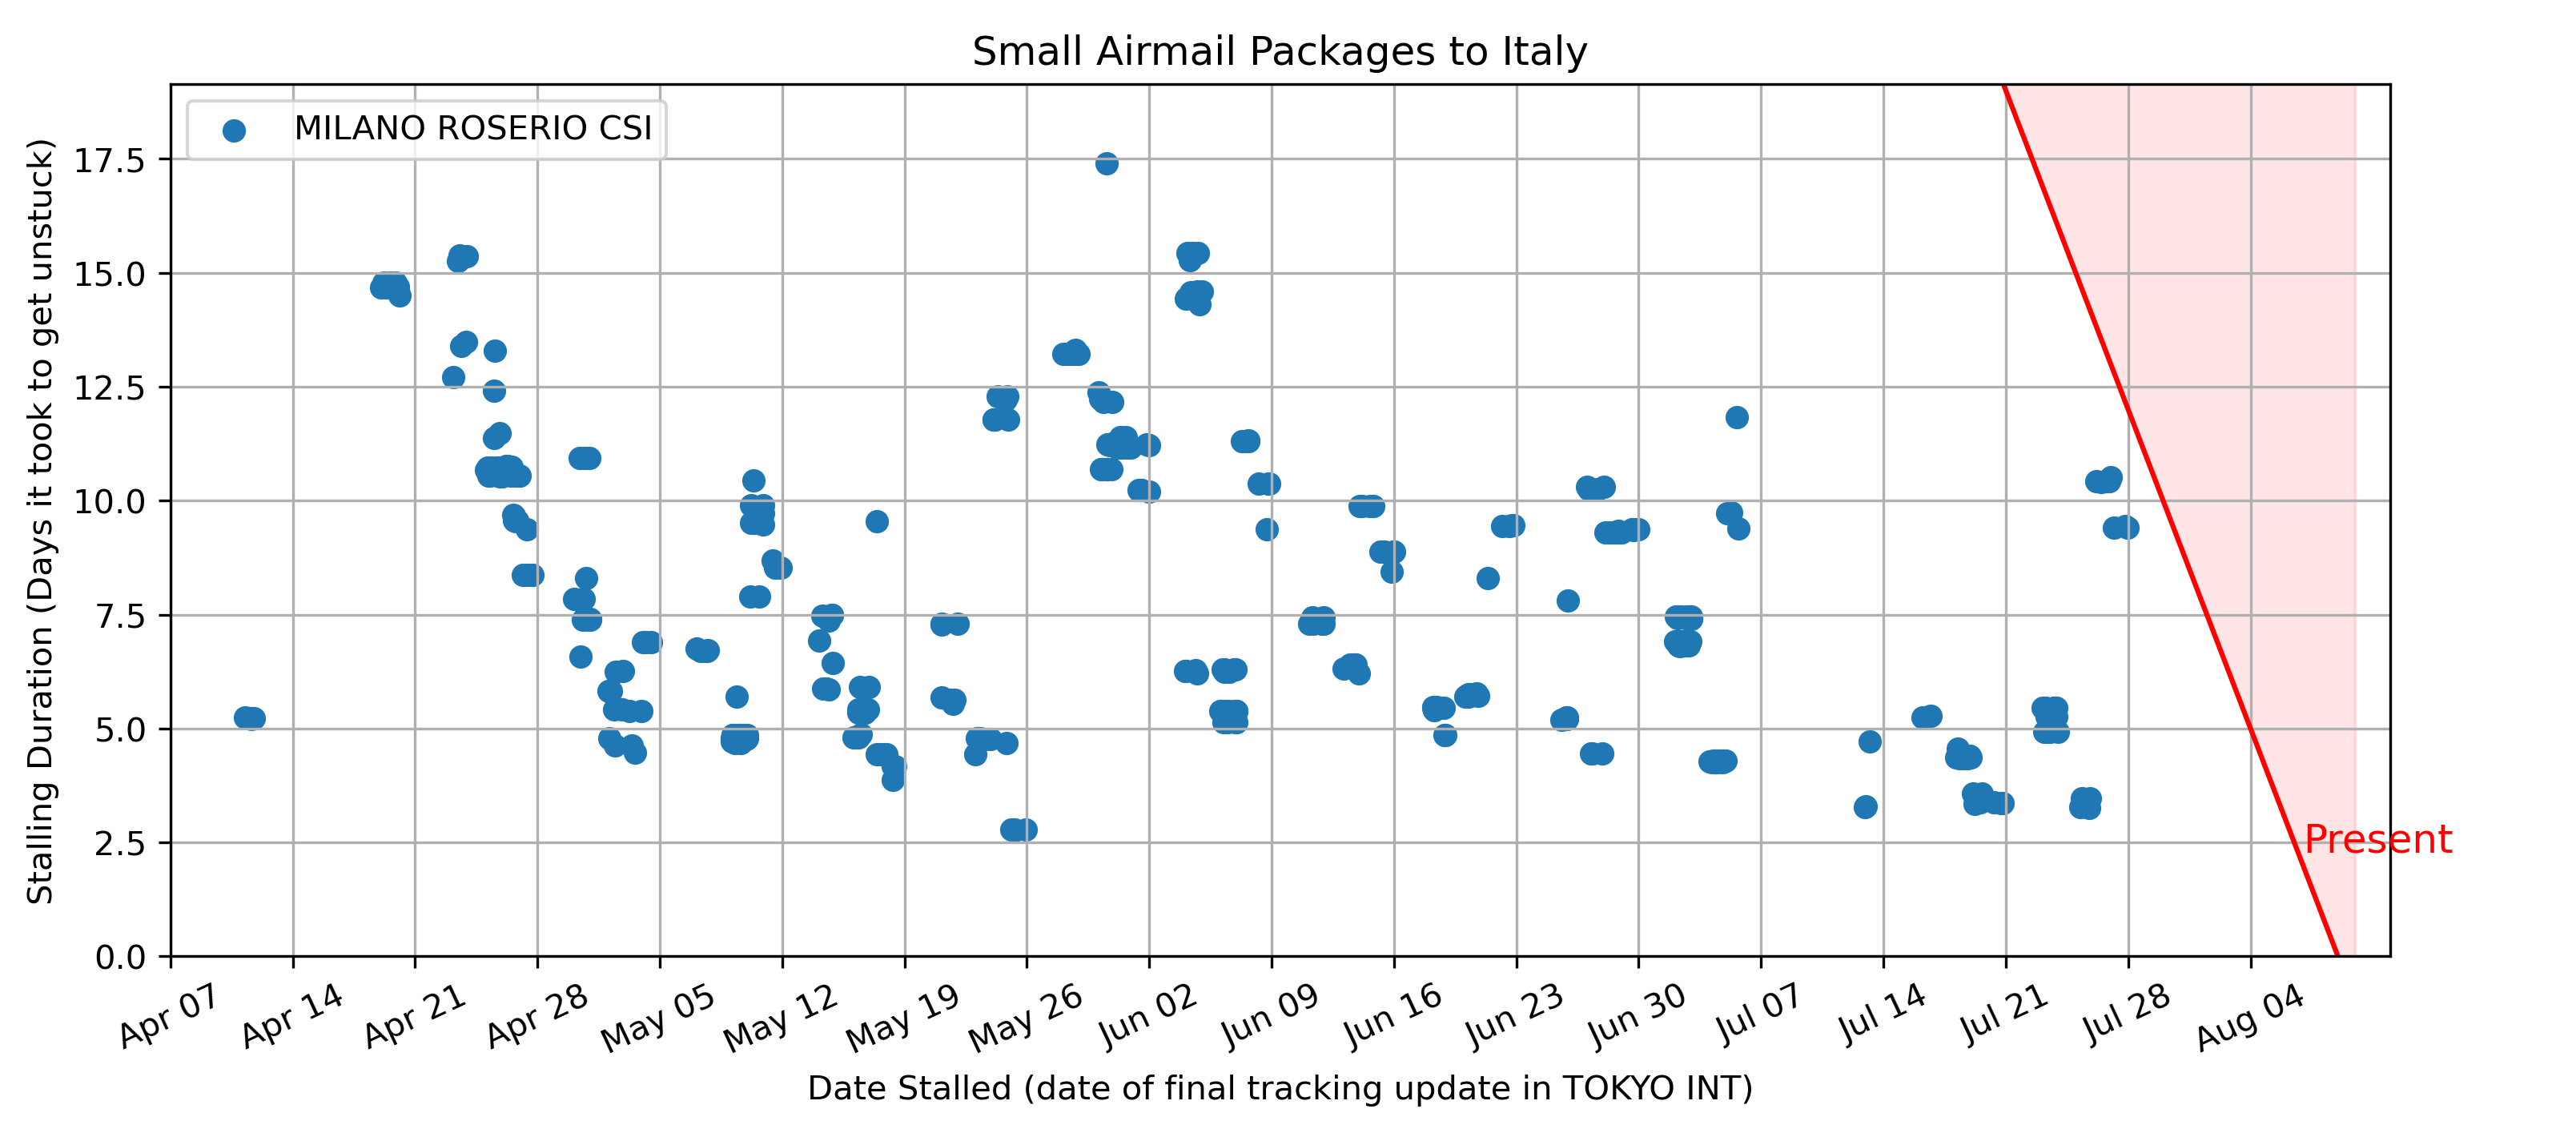 Small Airmail Packages to Italy
MILANO ROSERIO CSI
Stalling Duration (Days it took to get unstuck)
17.5
15.0
12.5
10.0
7.5
5.0
2.5
0.0
Present
Apr 07 Apr 14 Apr 21 Apr 28 May 05 May 12 May 19 May 26 Jun 02 Jun 09 Jun 16 Jun 23 Jun 30 Jul 07 Jul 14 Jul 21 Jul 28 Aug 04
Date Stalled (date of final tracking update in TOKYO INT)